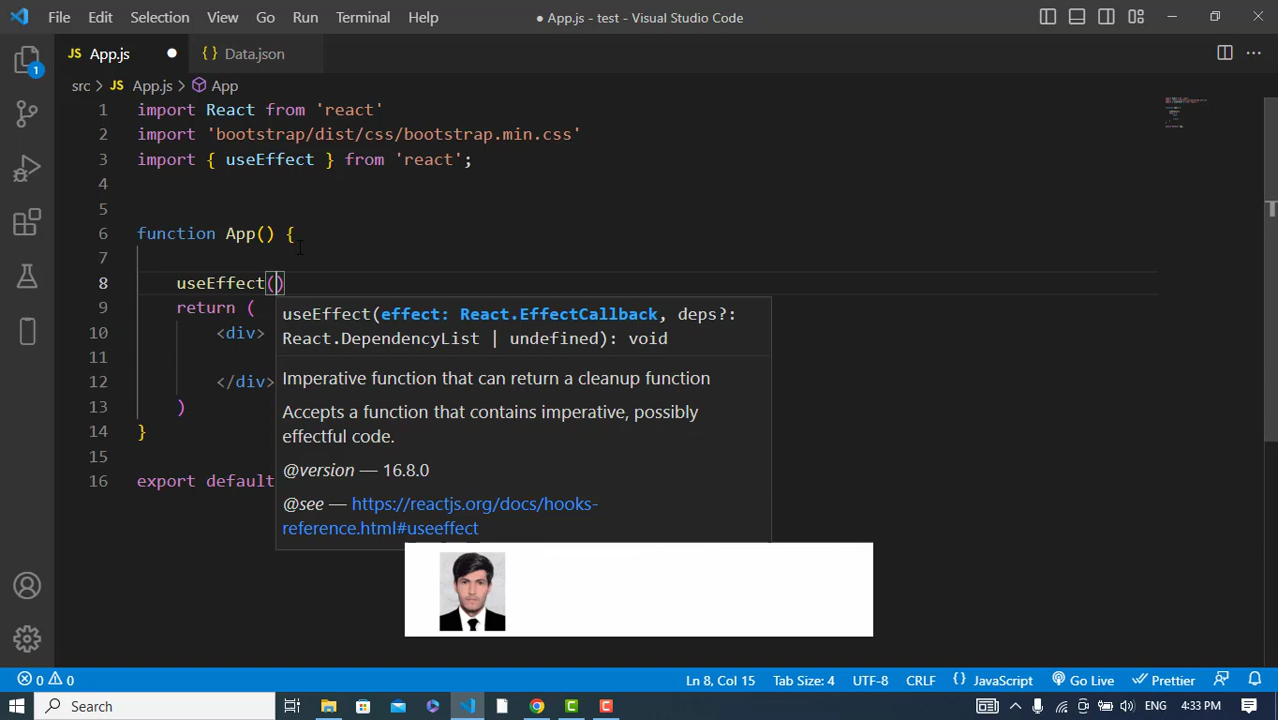 File Edit Selection View Go Run Terminal Help ● App.js - test - Visual Studio Code
JS App.js ● {} Data.json
src > JS App.js > App
1 import React from 'react'
2 import 'bootstrap/dist/css/bootstrap.min.css'
3 import { useEffect } from 'react';
4
5
6 function App() {
7
8 useEffect()
9 return (
10 <div>
11
12 </div>
13 )
14 }
15
16 export default
useEffect(effect: React.EffectCallback, deps?:
React.DependencyList | undefined): void
Imperative function that can return a cleanup function
Accepts a function that contains imperative, possibly
effectful code.
@version — 16.8.0
@see — https://reactjs.org/docs/hooks-
reference.html#useeffect
1
0 0 Ln 8, Col 15 Tab Size: 4 UTF-8 CRLF {} JavaScript Go Live Prettier
Search ENG 4:33 PM